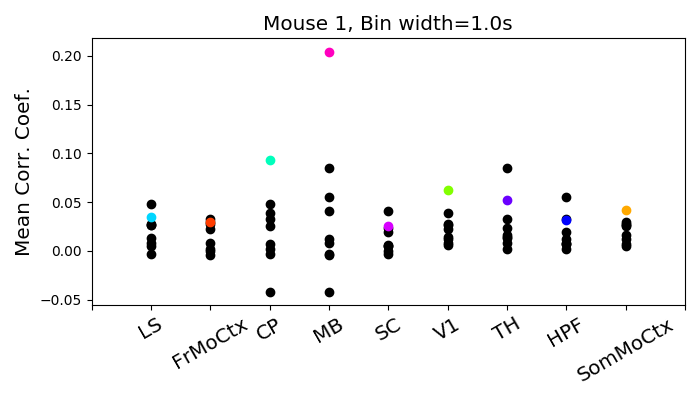 Mouse 1, Bin width=1.0s
Mean Corr. Coef.
0.20
0.15
0.10
0.05
0.00
−0.05
LS
FrMoCtx
CP
MB
SC
V1
TH
HPF
SomMoCtx